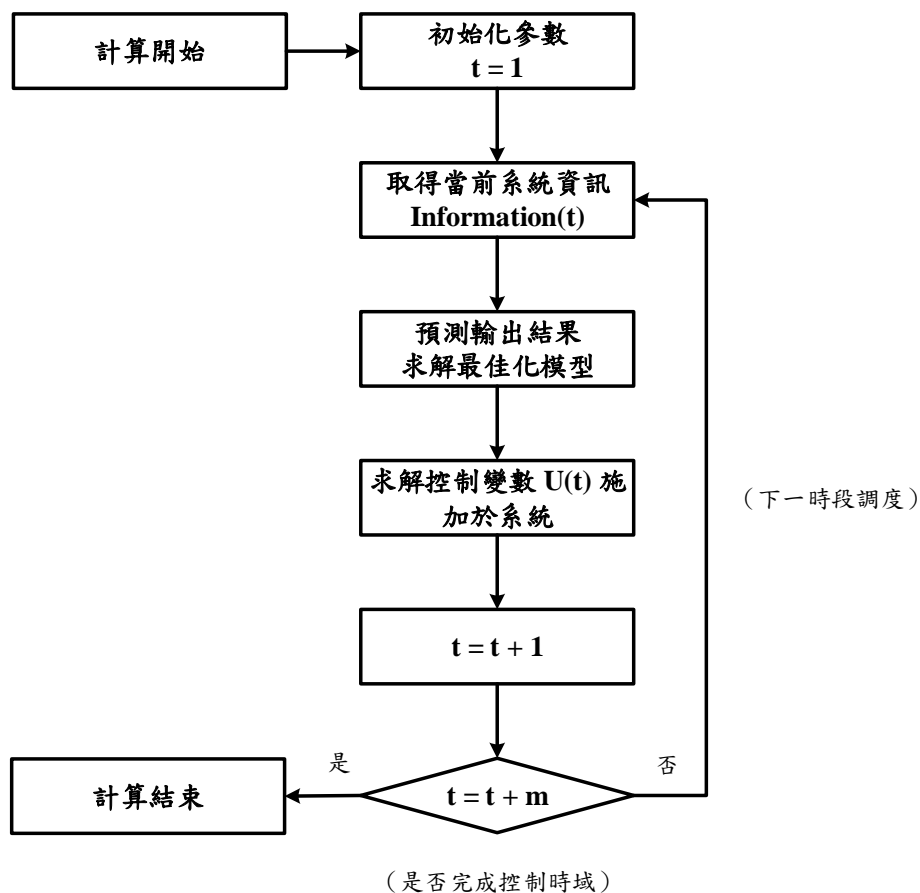 計算開始
初始化參數
t = 1
取得當前系統資訊
Information(t)
預測輸出結果
求解最佳化模型
求解控制變數 U(t) 施
加於系統
（下一時段調度）
t = t + 1
是
否
計算結束
t = t + m
（是否完成控制時域）